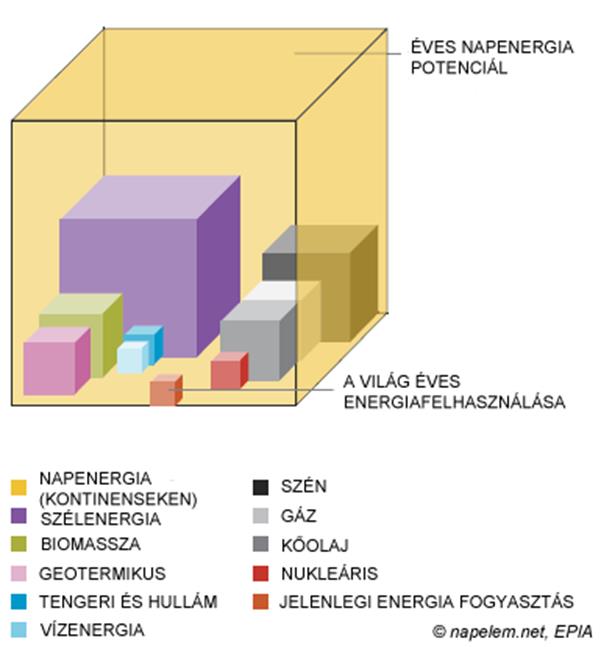 ÉVES NAPENERGIA
POTENCIÁL
A VILÁG ÉVES
ENERGIAFELHASZNÁLÁSA
NAPENERGIA
(KONTINENSEKEN)
SZÉLENERGIA
BIOMASSZA
GEOTERMIKUS
TENGERI ÉS HULLÁM
VÍZENERGIA
SZÉN
GÁZ
KŐOLAJ
NUKLEÁRIS
JELENLEGI ENERGIA FOGYASZTÁS
© napelem.net, EPIA